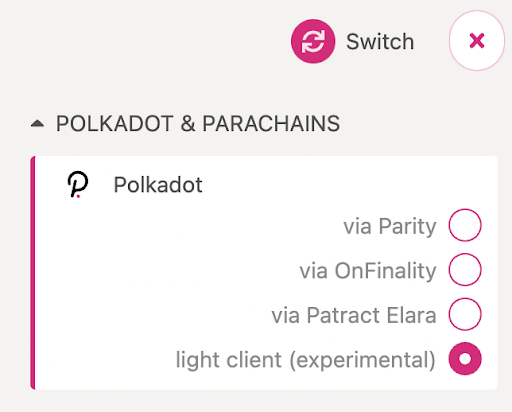 Switch
POLKADOT & PARACHAINS
Polkadot
via Parity
via OnFinality
via Patract Elara
light client (experimental)